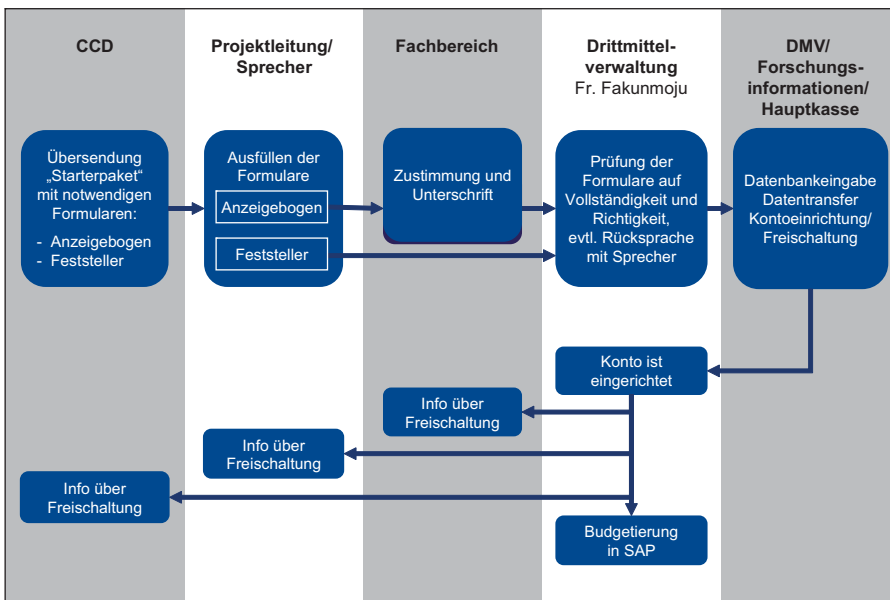 CCD
Projektleitung/
Sprecher
Fachbereich
Drittmittel-
verwaltung
Fr. Fakunmoju
DMV/
Forschungs-
informationen/
Hauptkasse
Übersendung
„Starterpaket“
mit notwendigen
Formularen:
- Anzeigebogen
- Feststeller
Ausfüllen der
Formulare
Anzeigebogen
Feststeller
Zustimmung und
Unterschrift
Prüfung der
Formulare auf
Vollständigkeit und
Richtigkeit,
evtl. Rücksprache
mit Sprecher
Datenbankeingabe
Datentransfer
Kontoeinrichtung/
Freischaltung
Konto ist
eingerichtet
Info über
Freischaltung
Info über
Freischaltung
Info über
Freischaltung
Budgetierung
in SAP